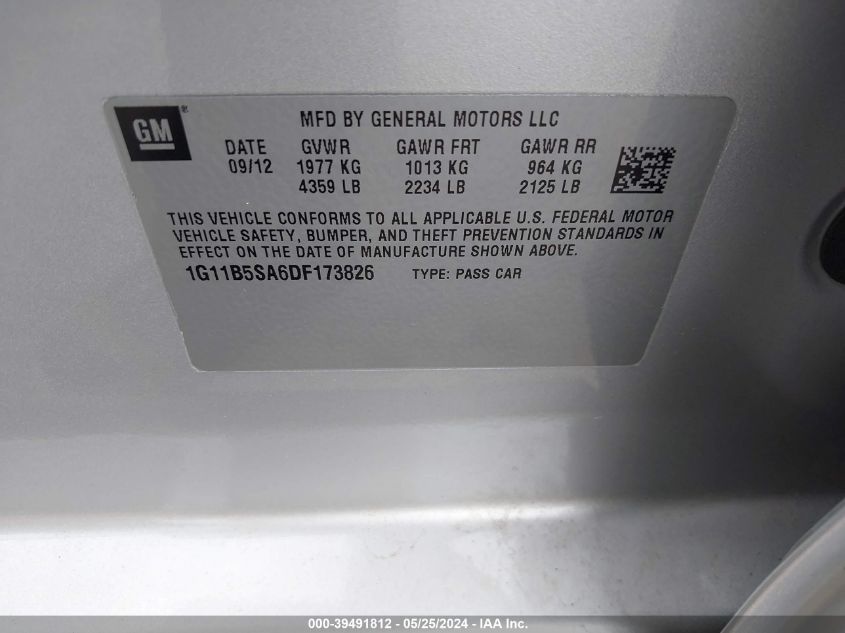 GM ®
MFD BY GENERAL MOTORS LLC
DATE GVWR GAWR FRT GAWR RR
09/12 1977 KG 1013 KG 964 KG
4359 LB 2234 LB 2125 LB
THIS VEHICLE CONFORMS TO ALL APPLICABLE U.S. FEDERAL MOTOR
VEHICLE SAFETY, BUMPER, AND THEFT PREVENTION STANDARDS IN
EFFECT ON THE DATE OF MANUFACTURE SHOWN ABOVE.
1G11B5SA6DF173826 TYPE: PASS CAR
000-39491812 - 05/25/2024 - IAA Inc.